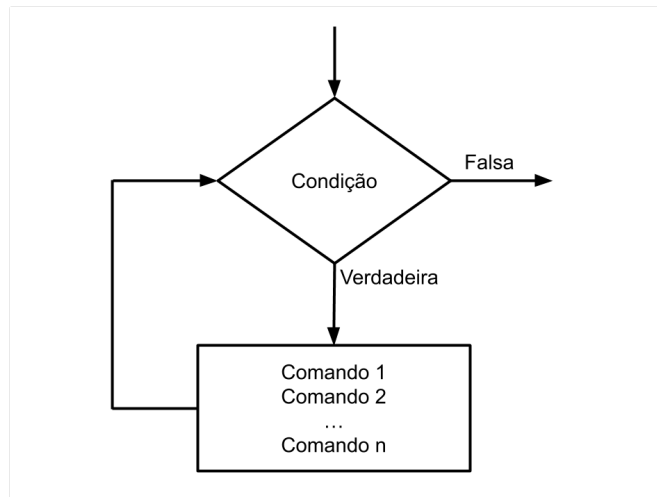 Condição
Falsa
Verdadeira
Comando 1
Comando 2
…
Comando n